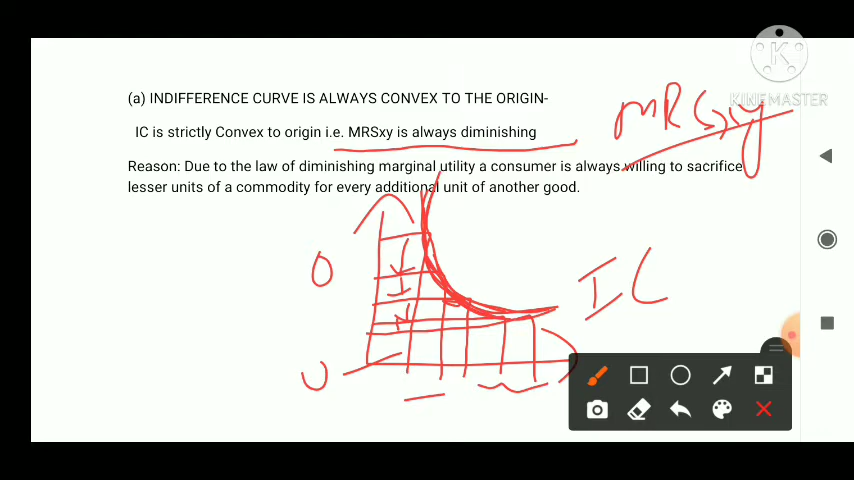 (a) INDIFFERENCE CURVE IS ALWAYS CONVEX TO THE ORIGIN-
IC is strictly Convex to origin i.e. MRSxy is always diminishing
MRSxy
KINEMASTER
Reason: Due to the law of diminishing marginal utility a consumer is always willing to sacrifice
lesser units of a commodity for every additional unit of another good.
O
IC